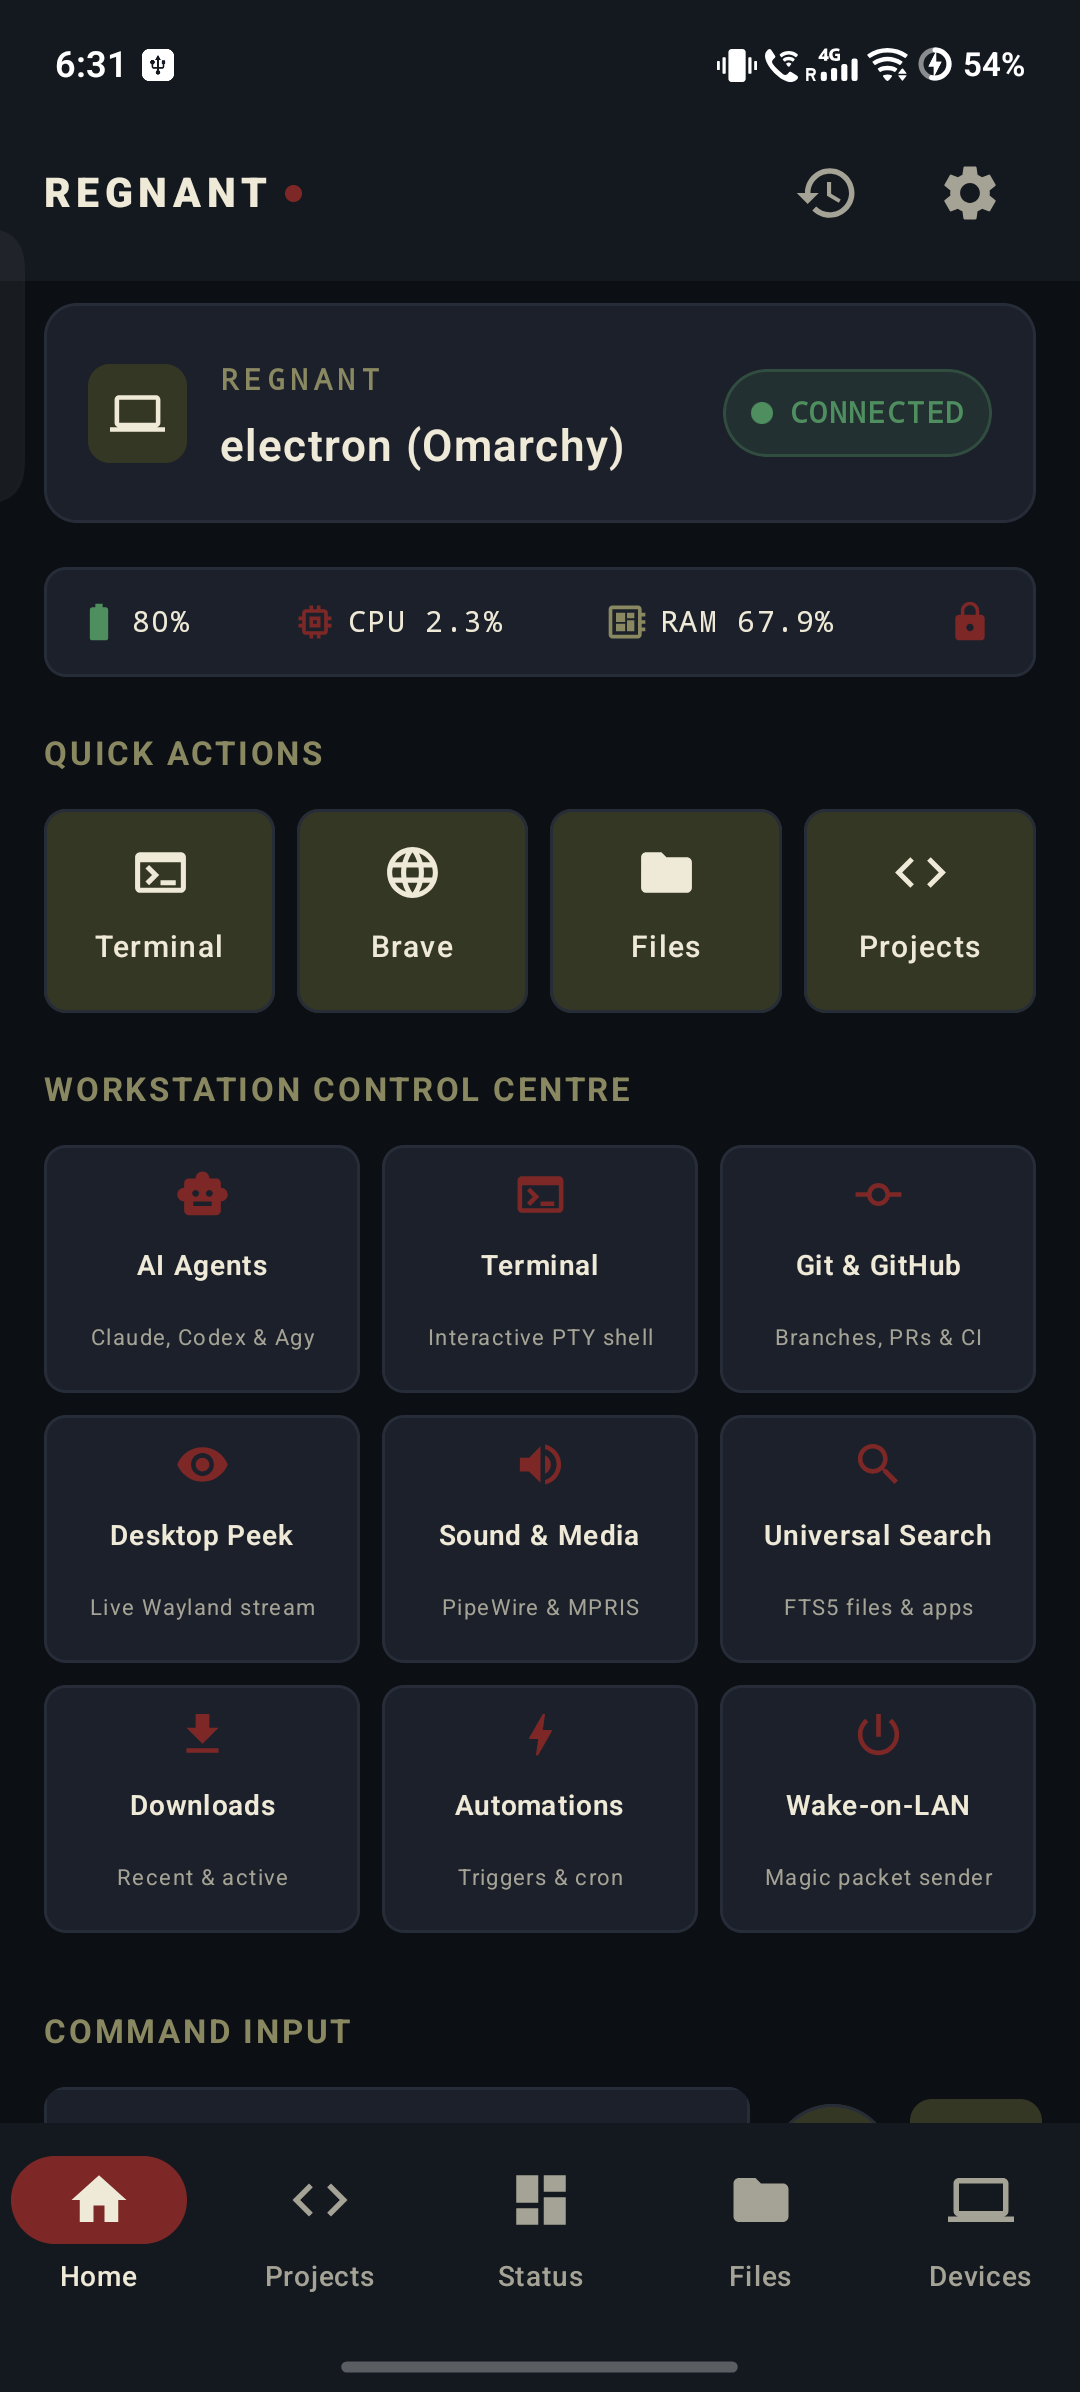 6:31
4G
R
54%
REGNANT
REGNANT
electron (Omarchy)
CONNECTED
80%
CPU 2.3%
RAM 67.9%
QUICK ACTIONS
Terminal
Brave
Files
Projects
WORKSTATION CONTROL CENTRE
AI Agents
Claude, Codex & Agy
Terminal
Interactive PTY shell
Git & GitHub
Branches, PRs & CI
Desktop Peek
Live Wayland stream
Sound & Media
PipeWire & MPRIS
Universal Search
FTS5 files & apps
Downloads
Recent & active
Automations
Triggers & cron
Wake-on-LAN
Magic packet sender
COMMAND INPUT
Home
Projects
Status
Files
Devices